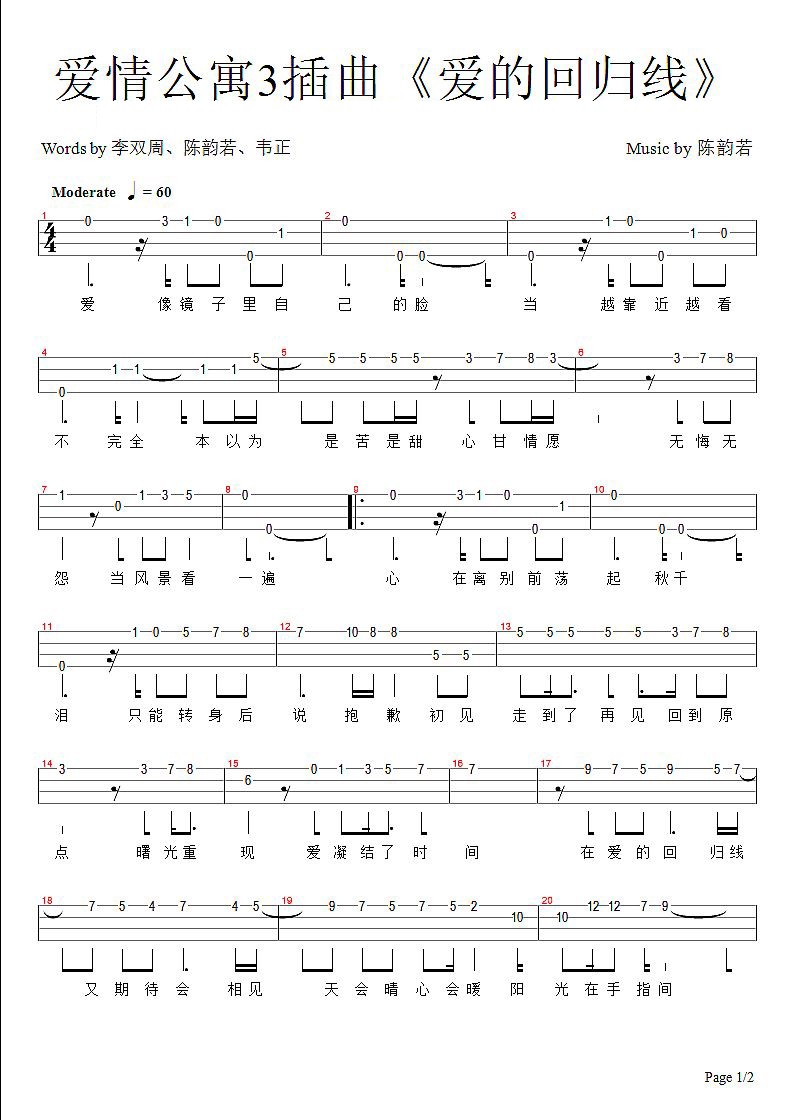 爱情公寓3插曲《爱的回归线》
Words by 李双周、陈韵若、韦正
Music by 陈韵若
Moderate ♩ = 60
1 2 3
4 4
0 3 1 0 0 1 0 0 0 0 1 0 0 1 0
爱 像 镜 子 里 自 己 的 脸 当 越 靠 近 越 看
4 5 6
0 1 1 1 1 5 5 5 5 5 3 7 8 3 3 7 8
不 完 全 本 以 为 是 苦 是 甜 心 甘 情 愿 无 悔 无
7 8 9 10
1 0 1 3 5 0 0 0 3 1 0 0 1 0 0 0
怨 当 风 景 看 一 遍 心 在 离 别 前 荡 起 秋 千
11 12 13
0 1 0 5 7 8 7 10 8 8 5 5 5 5 5 5 5 3 7 8
泪 只 能 转 身 后 说 抱 歉 初 见 走 到 了 再 见 回 到 原
14 15 16 17
3 3 7 8 6 0 1 3 5 7 7 9 7 5 9 5 7
点 曙 光 重 现 爱 凝 结 了 时 间 在 爱 的 回 归 线
18 19 20
7 5 4 7 4 5 9 7 5 7 5 2 10 10 12 12 7 9
又 期 待 会 相 见 天 会 晴 心 会 暖 阳 光 在 手 指 间
Page 1/2